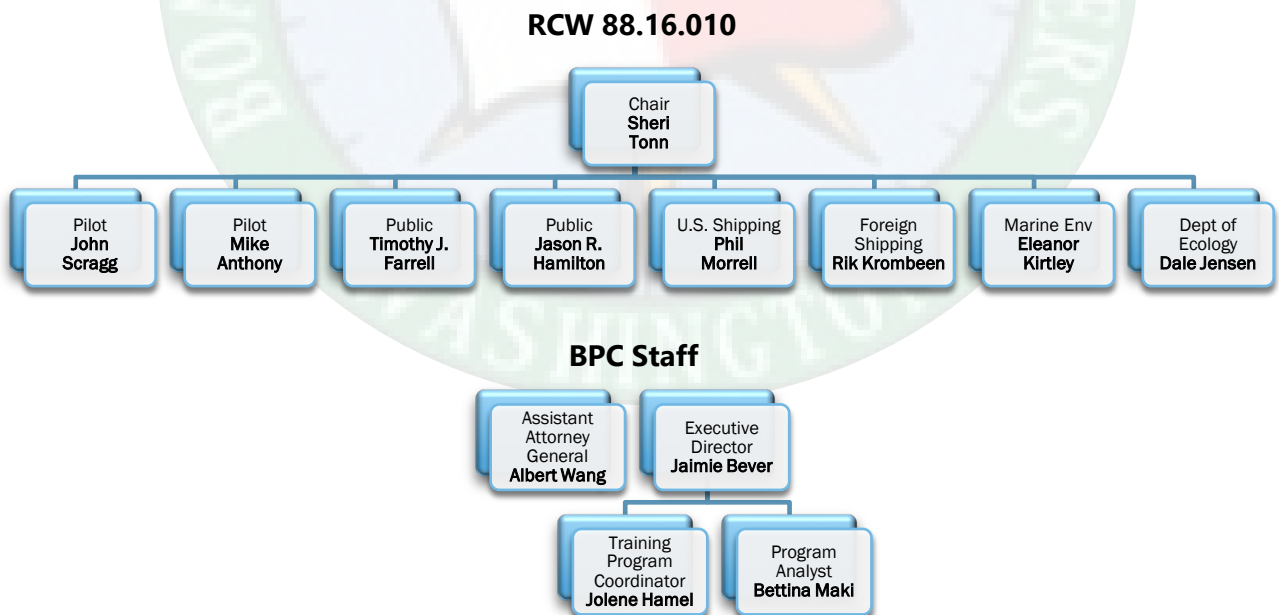 RCW 88.16.010
Chair
Sheri
Tonn
Pilot
John
Scragg
Pilot
Mike
Anthony
Public
Timothy J.
Farrell
Public
Jason R.
Hamilton
U.S. Shipping
Phil
Morrell
Foreign
Shipping
Rik Krombeen
Marine Env
Eleanor
Kirtley
Dept of
Ecology
Dale Jensen
WASHINGTON
BPC Staff
Assistant
Attorney
General
Albert Wang
Executive
Director
Jaimie Bever
Training
Program
Coordinator
Jolene Hamel
Program
Analyst
Bettina Maki